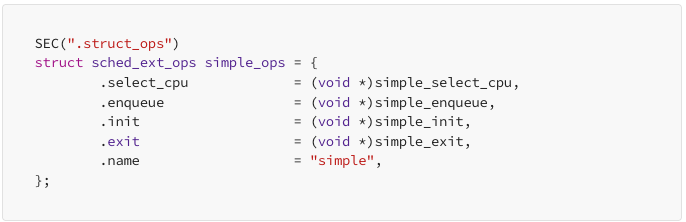 SEC(".struct_ops")
struct sched_ext_ops simple_ops = {
        .select_cpu             = (void *)simple_select_cpu,
        .enqueue                = (void *)simple_enqueue,
        .init                   = (void *)simple_init,
        .exit                   = (void *)simple_exit,
        .name                   = "simple",
};